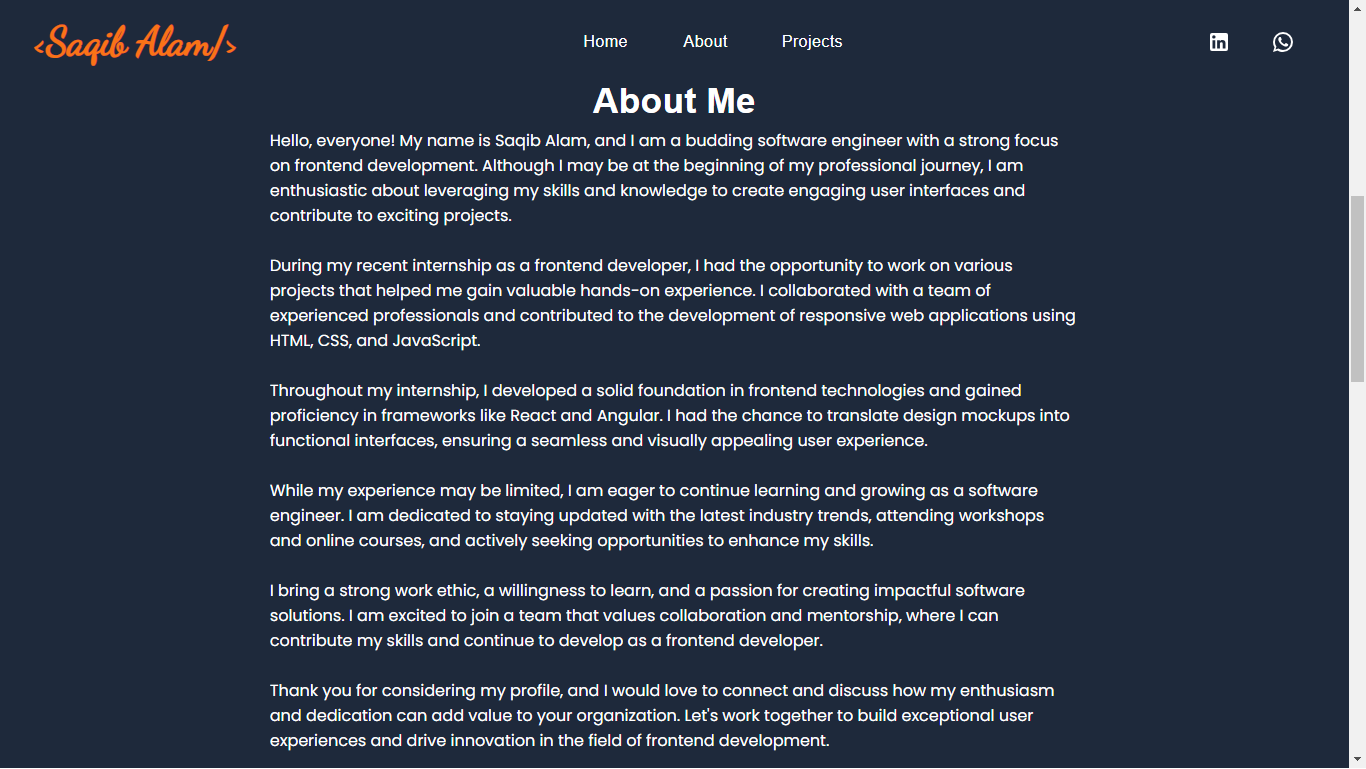 <Saqib Alam/>
Home About Projects
About Me
Hello, everyone! My name is Saqib Alam, and I am a budding software engineer with a strong focus
on frontend development. Although I may be at the beginning of my professional journey, I am
enthusiastic about leveraging my skills and knowledge to create engaging user interfaces and
contribute to exciting projects.
During my recent internship as a frontend developer, I had the opportunity to work on various
projects that helped me gain valuable hands-on experience. I collaborated with a team of
experienced professionals and contributed to the development of responsive web applications using
HTML, CSS, and JavaScript.
Throughout my internship, I developed a solid foundation in frontend technologies and gained
proficiency in frameworks like React and Angular. I had the chance to translate design mockups into
functional interfaces, ensuring a seamless and visually appealing user experience.
While my experience may be limited, I am eager to continue learning and growing as a software
engineer. I am dedicated to staying updated with the latest industry trends, attending workshops
and online courses, and actively seeking opportunities to enhance my skills.
I bring a strong work ethic, a willingness to learn, and a passion for creating impactful software
solutions. I am excited to join a team that values collaboration and mentorship, where I can
contribute my skills and continue to develop as a frontend developer.
Thank you for considering my profile, and I would love to connect and discuss how my enthusiasm
and dedication can add value to your organization. Let's work together to build exceptional user
experiences and drive innovation in the field of frontend development.